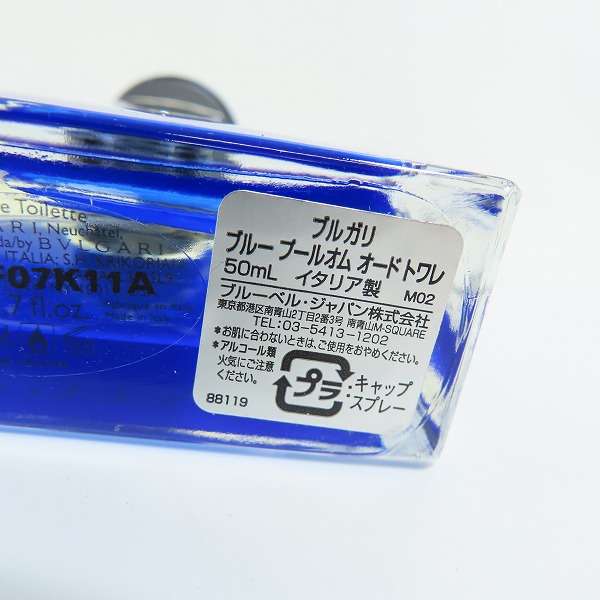 e Toilette
ARI, Neuchâtel,
da/by BVLGARI
ITALIA: S.H.KRIKORIAN
F07K11A
7 fl.oz.
Fabriqué en Italie
ブルガリ
ブルー プールオム オードトワレ
50mL イタリア製 M02
ブルーベル・ジャパン株式会社
東京都港区南青山2丁目2番3号 南青山M-SQUARE
TEL:03-5413-1202
*お肌に合わないときは、ご使用をおやめください。
*アルコール類
火気にご注意
ください。
プラ
:キャップ
スプレー
88119